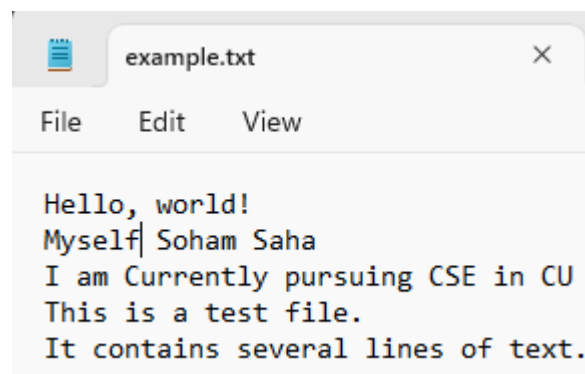 example.txt
File Edit View
Hello, world!
Myself Soham Saha
I am Currently pursuing CSE in CU
This is a test file.
It contains several lines of text.